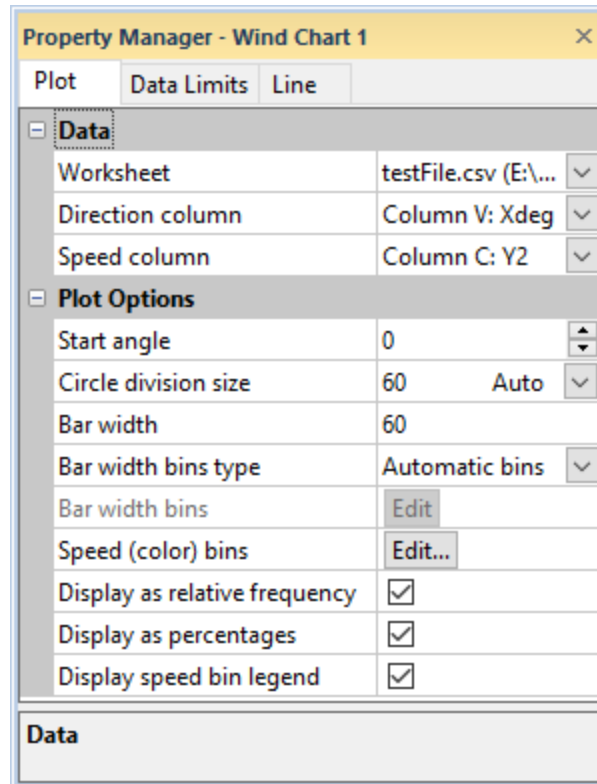 Property Manager - Wind Chart 1
Plot Data Limits Line
Data
Worksheet testFile.csv (E:\...
Direction column Column V: Xdeg
Speed column Column C: Y2
Plot Options
Start angle 0
Circle division size 60 Auto
Bar width 60
Bar width bins type Automatic bins
Bar width bins Edit
Speed (color) bins Edit...
Display as relative frequency
Display as percentages
Display speed bin legend
Data